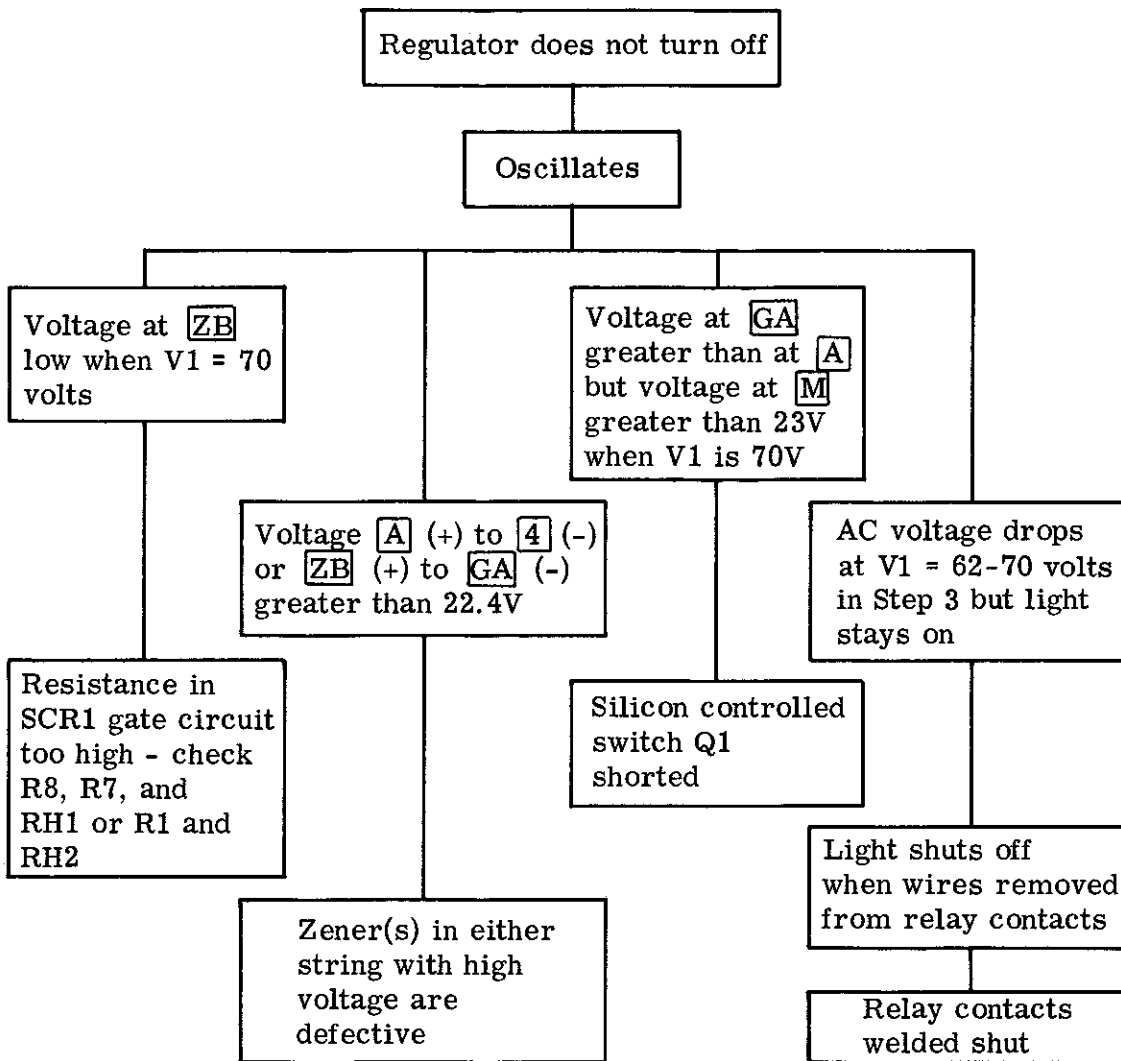 Regulator does not turn off
Oscillates
Voltage at ZB
low when V1 = 70
volts
Resistance in
SCR1 gate circuit
too high - check
R8, R7, and
RH1 or R1 and
RH2
Voltage A (+) to 4 (-)
or ZB (+) to GA (-)
greater than 22.4V
Zener(s) in either
string with high
voltage are
defective
Voltage at GA
greater than at A
but voltage at M
greater than 23V
when V1 is 70V
Silicon controlled
switch Q1
shorted
AC voltage drops
at V1 = 62-70 volts
in Step 3 but light
stays on
Light shuts off
when wires removed
from relay contacts
Relay contacts
welded shut